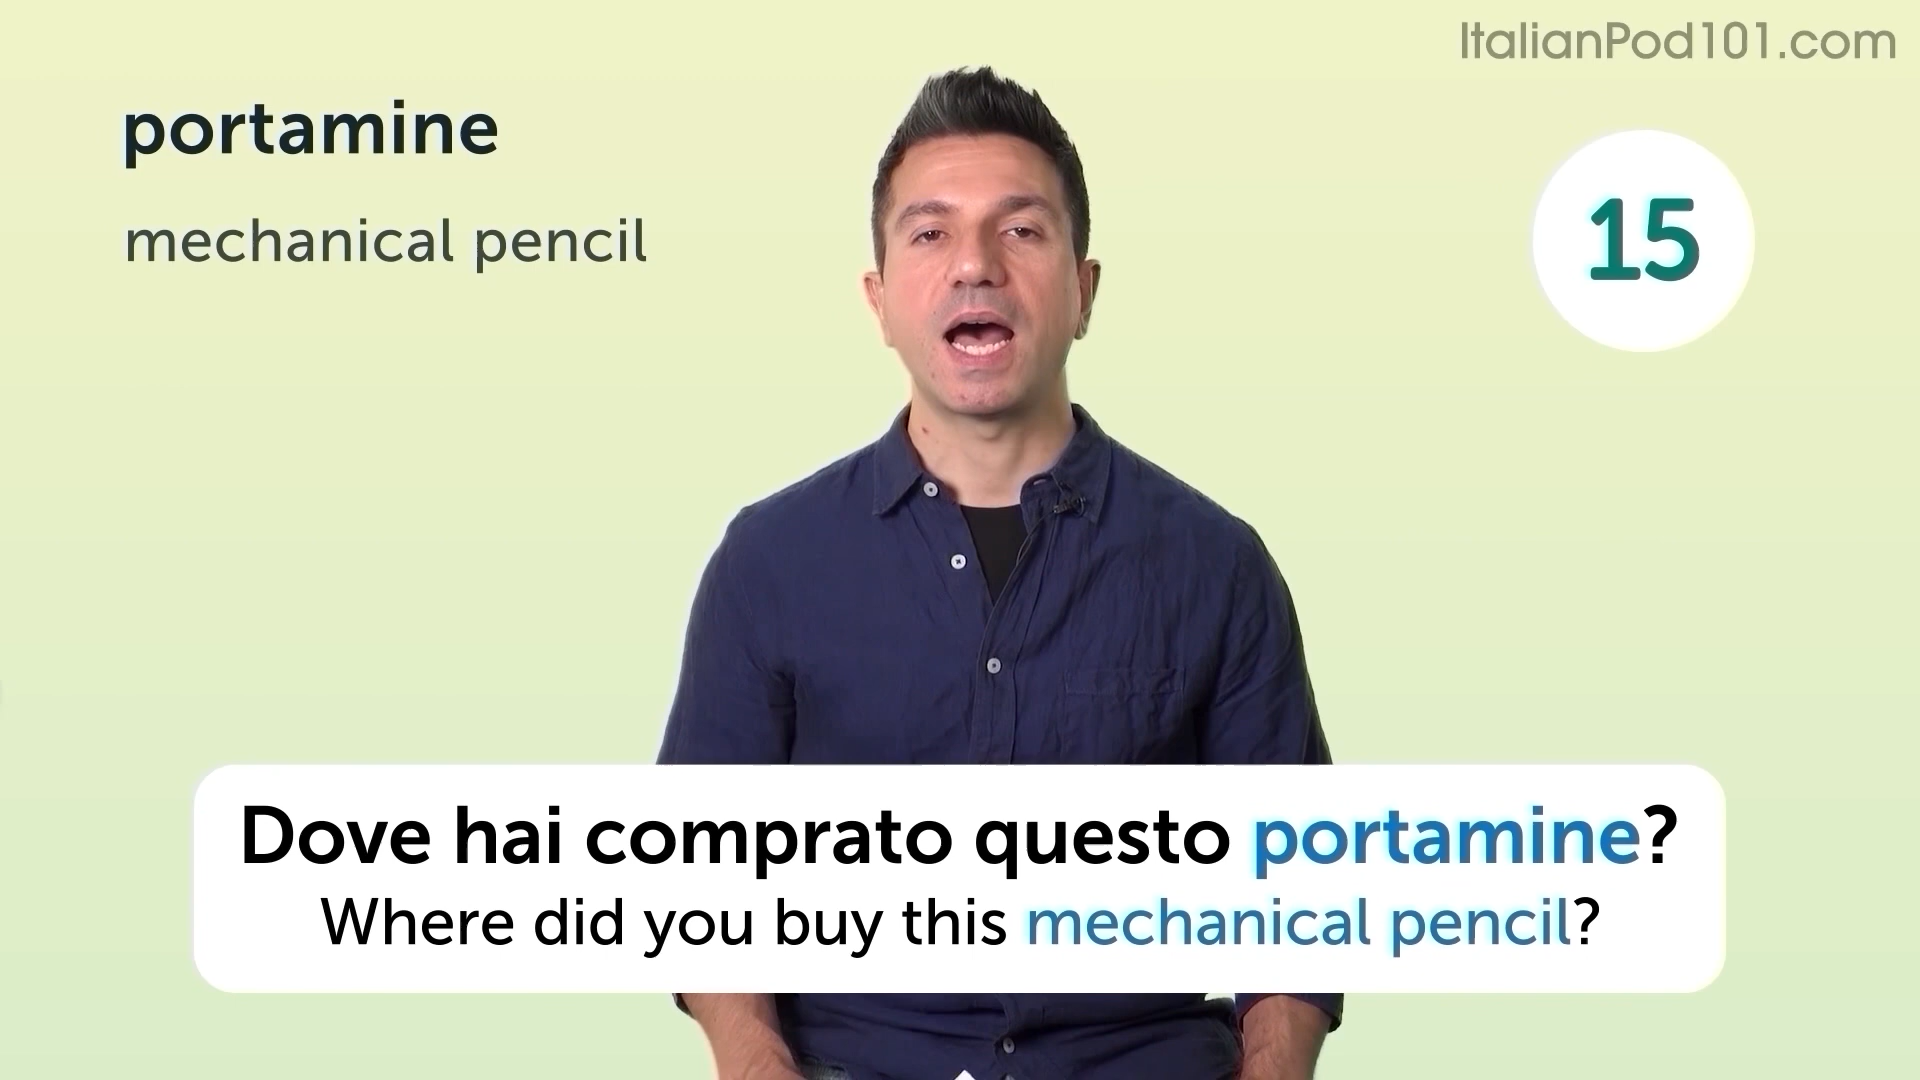 ItalianPod101.com
portamine
mechanical pencil
15
Dove hai comprato questo portamine?
Where did you buy this mechanical pencil?